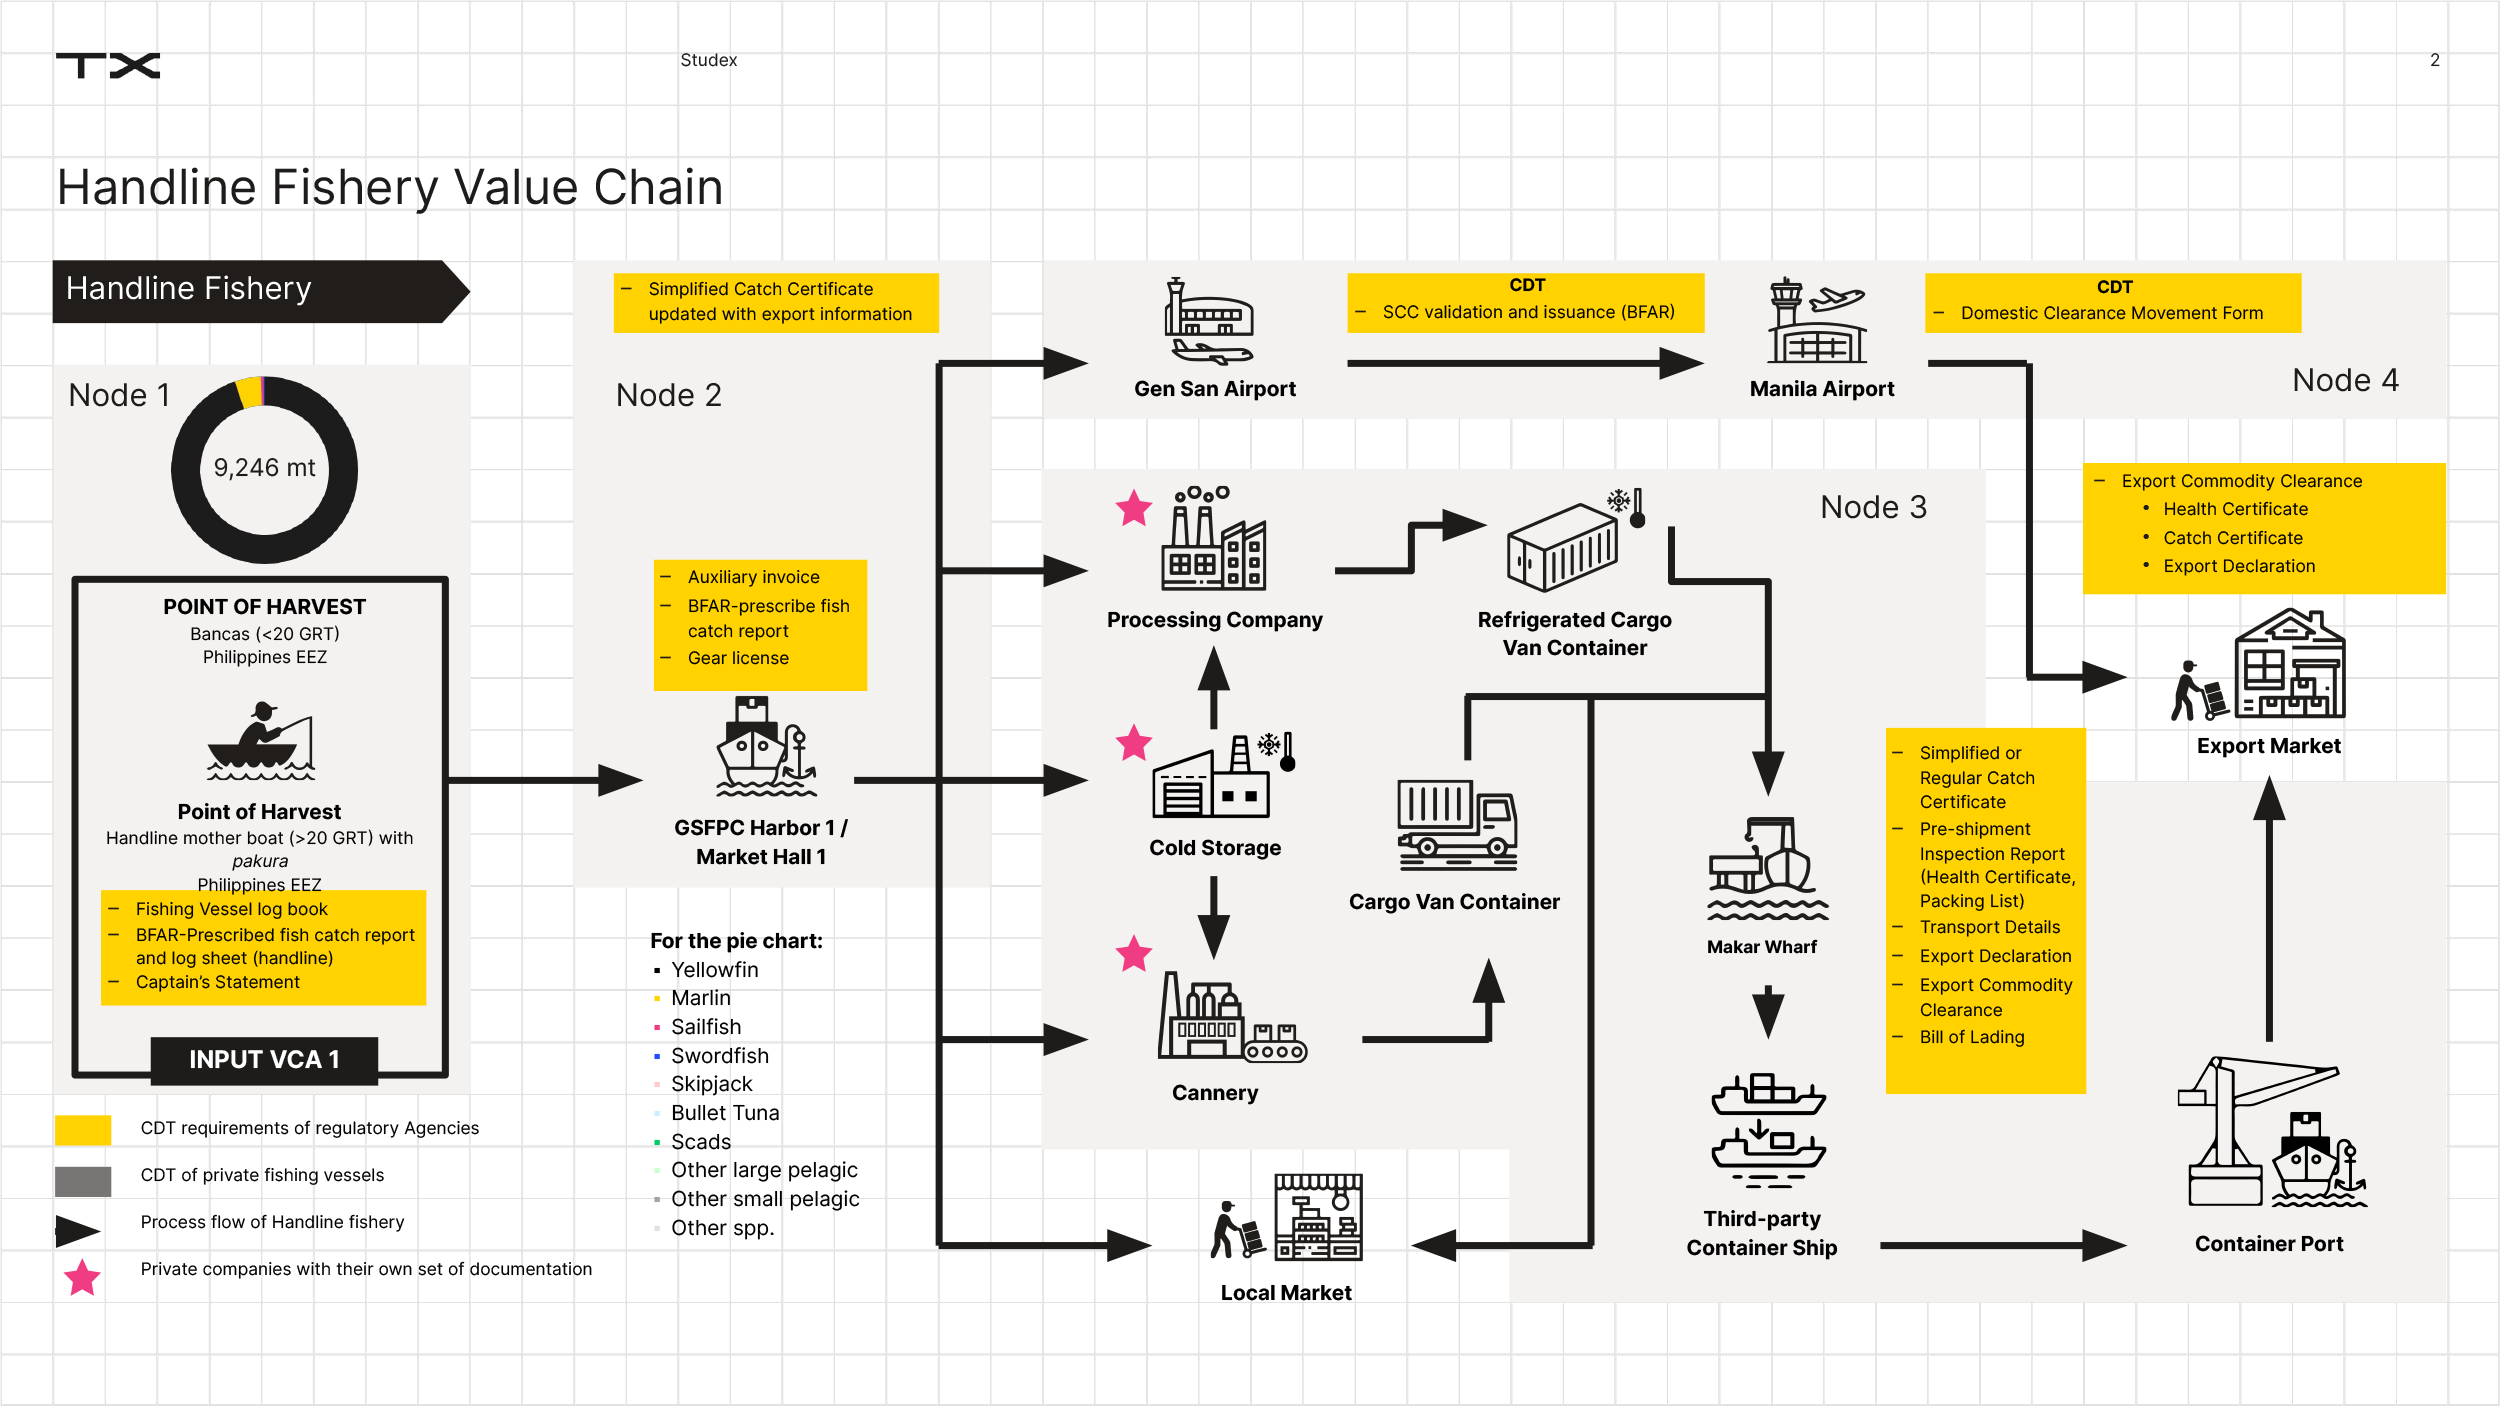 TX
Studex
2
Handline Fishery Value Chain
Handline Fishery
Node 1
9,246 mt
POINT OF HARVEST
Bancas (<20 GRT)
Philippines EEZ
Point of Harvest
Handline mother boat (>20 GRT) with
pakura
Philippines EEZ
– Fishing Vessel log book
– BFAR-Prescribed fish catch report
and log sheet (handline)
– Captain’s Statement
INPUT VCA 1
CDT requirements of regulatory Agencies
CDT of private fishing vessels
Process flow of Handline fishery
Private companies with their own set of documentation
– Simplified Catch Certificate
updated with export information
Node 2
– Auxiliary invoice
– BFAR-prescribe fish
catch report
– Gear license
GSFPC Harbor 1 /
Market Hall 1
For the pie chart:
▪ Yellowfin
▪ Marlin
▪ Sailfish
▪ Swordfish
▪ Skipjack
▪ Bullet Tuna
▪ Scads
▪ Other large pelagic
▪ Other small pelagic
▪ Other spp.
Gen San Airport
CDT
– SCC validation and issuance (BFAR)
Manila Airport
CDT
– Domestic Clearance Movement Form
Node 4
Node 3
Processing Company
Refrigerated Cargo
Van Container
Cold Storage
Cargo Van Container
Cannery
Makar Wharf
Local Market
Third-party
Container Ship
– Export Commodity Clearance
• Health Certificate
• Catch Certificate
• Export Declaration
Export Market
– Simplified or
Regular Catch
Certificate
– Pre-shipment
Inspection Report
(Health Certificate,
Packing List)
– Transport Details
– Export Declaration
– Export Commodity
Clearance
– Bill of Lading
Container Port